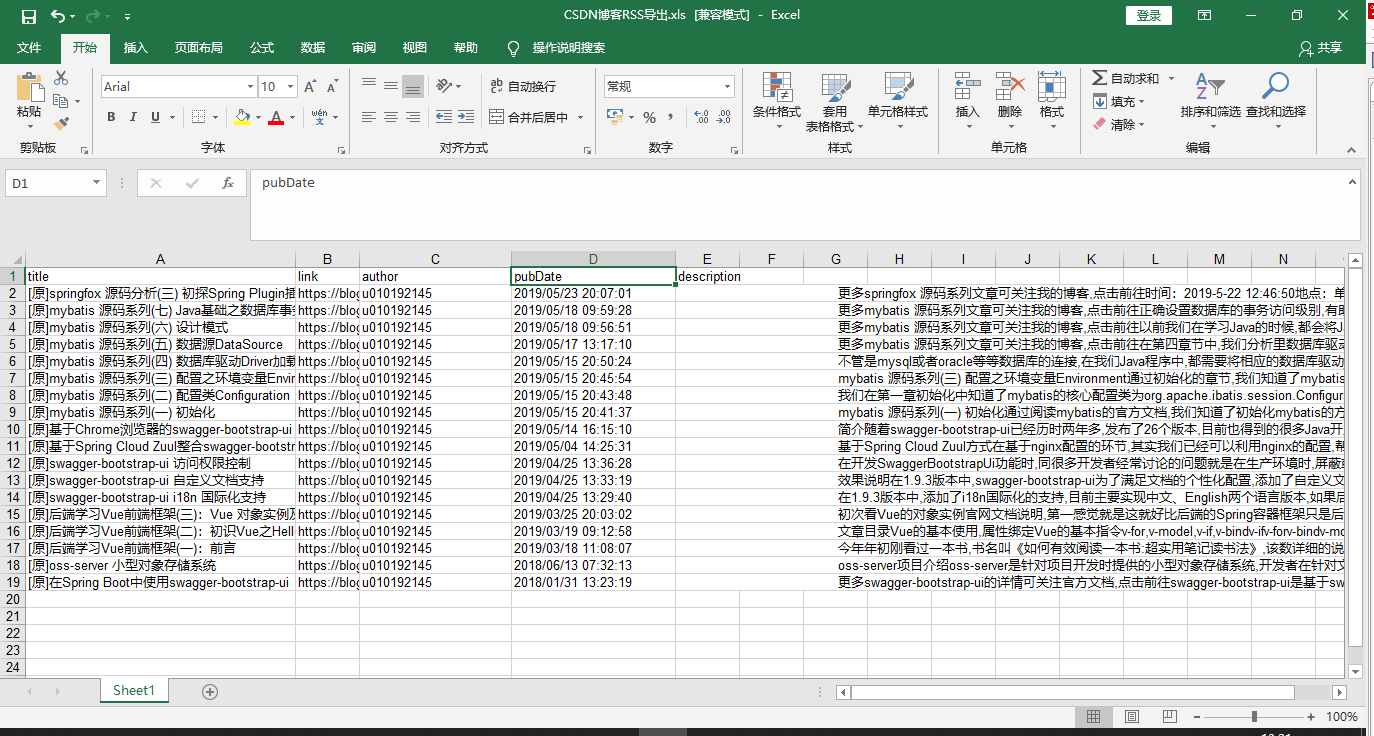 CSDN博客RSS导出.xls [兼容模式] - Excel
登录
文件 开始 插入 页面布局 公式 数据 审阅 视图 帮助 操作说明搜索 共享
粘贴
剪贴板
Arial 10
B I U wén 文
字体
ab 自动换行
合并后居中
对齐方式
常规
% ,
数字
条件格式 套用 单元格样式
表格格式
样式
插入 删除 格式
单元格
自动求和
填充
清除
排序和筛选 查找和选择
编辑
D1 fx pubDate
A B C D E F G H I J K L M N
1 title link author pubDate description
2 [原]springfox 源码分析(三) 初探Spring Plugin插 https://blog u010192145 2019/05/23 20:07:01 更多springfox 源码系列文章可关注我的博客,点击前往时间：2019-5-22 12:46:50地点：单
3 [原]mybatis 源码系列(七) Java基础之数据库事务 https://blog u010192145 2019/05/18 09:59:28 更多mybatis 源码系列文章可关注我的博客,点击前往正确设置数据库的事务访问级别,有助
4 [原]mybatis 源码系列(六) 设计模式 https://blog u010192145 2019/05/18 09:56:51 更多mybatis 源码系列文章可关注我的博客,点击前往以前我们在学习Java的时候,都会将J
5 [原]mybatis 源码系列(五) 数据源DataSource https://blog u010192145 2019/05/17 13:17:10 更多mybatis 源码系列文章可关注我的博客,点击前往在第四章节中,我们分析里数据库驱动
6 [原]mybatis 源码系列(四) 数据库驱动Driver加载 https://blog u010192145 2019/05/15 20:50:24 不管是mysql或者oracle等等数据库的连接,在我们Java程序中,都需要将相应的数据库驱动
7 [原]mybatis 源码系列(三) 配置之环境变量Envir https://blog u010192145 2019/05/15 20:45:54 mybatis 源码系列(三) 配置之环境变量Environment通过初始化的章节,我们知道了mybatis
8 [原]mybatis 源码系列(二) 配置类Configuration https://blog u010192145 2019/05/15 20:43:48 我们在第一章初始化中知道了mybatis的核心配置类为org.apache.ibatis.session.Configura
9 [原]mybatis 源码系列(一) 初始化 https://blog u010192145 2019/05/15 20:41:37 mybatis 源码系列(一) 初始化通过阅读mybatis的官方文档,我们知道了初始化mybatis的方
10 [原]基于Chrome浏览器的swagger-bootstrap-ui https://blog u010192145 2019/05/14 16:15:10 简介随着swagger-bootstrap-ui已经历时两年多,发布了26个版本,目前也得到的很多Java开
11 [原]基于Spring Cloud Zuul整合swagger-bootstr https://blog u010192145 2019/05/04 14:25:31 基于Spring Cloud Zuul方式在基于nginx配置的环节,其实我们已经可以利用nginx的配置,帮
12 [原]swagger-bootstrap-ui 访问权限控制 https://blog u010192145 2019/04/25 13:36:28 在开发SwaggerBootstrapUi功能时,同很多开发者经常讨论的问题就是在生产环境时,屏蔽
13 [原]swagger-bootstrap-ui 自定义文档支持 https://blog u010192145 2019/04/25 13:33:19 效果说明在1.9.3版本中,swagger-bootstrap-ui为了满足文档的个性化配置,添加了自定义文
14 [原]swagger-bootstrap-ui i18n 国际化支持 https://blog u010192145 2019/04/25 13:29:40 在1.9.3版本中,添加了i18n国际化的支持,目前主要实现中文、English两个语言版本,如果后
15 [原]后端学习Vue前端框架(三)：Vue 对象实例及 https://blog u010192145 2019/03/25 20:03:02 初次看Vue的对象实例官网文档说明,第一感觉就是这就好比后端的Spring容器框架只是后
16 [原]后端学习Vue前端框架(二)：初识Vue之Hell https://blog u010192145 2019/03/19 09:12:58 文章目录Vue的基本使用,属性绑定Vue的基本指令v-for,v-model,v-if,v-bindv-ifv-forv-bindv-mo
17 [原]后端学习Vue前端框架(一)：前言 https://blog u010192145 2019/03/18 11:08:07 今年年初刚看过一本书,书名叫《如何有效阅读一本书:超实用笔记读书法》,该数详细的说
18 [原]oss-server 小型对象存储系统 https://blog u010192145 2018/06/13 07:32:13 oss-server项目介绍oss-server是针对项目开发时提供的小型对象存储系统,开发者在针对文
19 [原]在Spring Boot中使用swagger-bootstrap-ui https://blog u010192145 2018/01/31 13:23:19 更多swagger-bootstrap-ui的详情可关注官方文档,点击前往swagger-bootstrap-ui是基于sw
20
21
22
23
24
Sheet1
100%